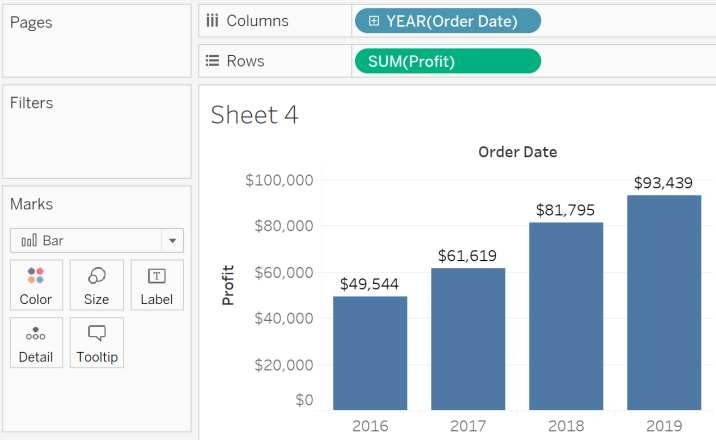 Pages
Columns
YEAR(Order Date)
Rows
SUM(Profit)
Filters
Marks
Bar
Color
Size
T
Label
Detail
Tooltip
Sheet 4
Order Date
Profit
$100,000
$80,000
$60,000
$40,000
$20,000
$0
$49,544
$61,619
$81,795
$93,439
2016
2017
2018
2019